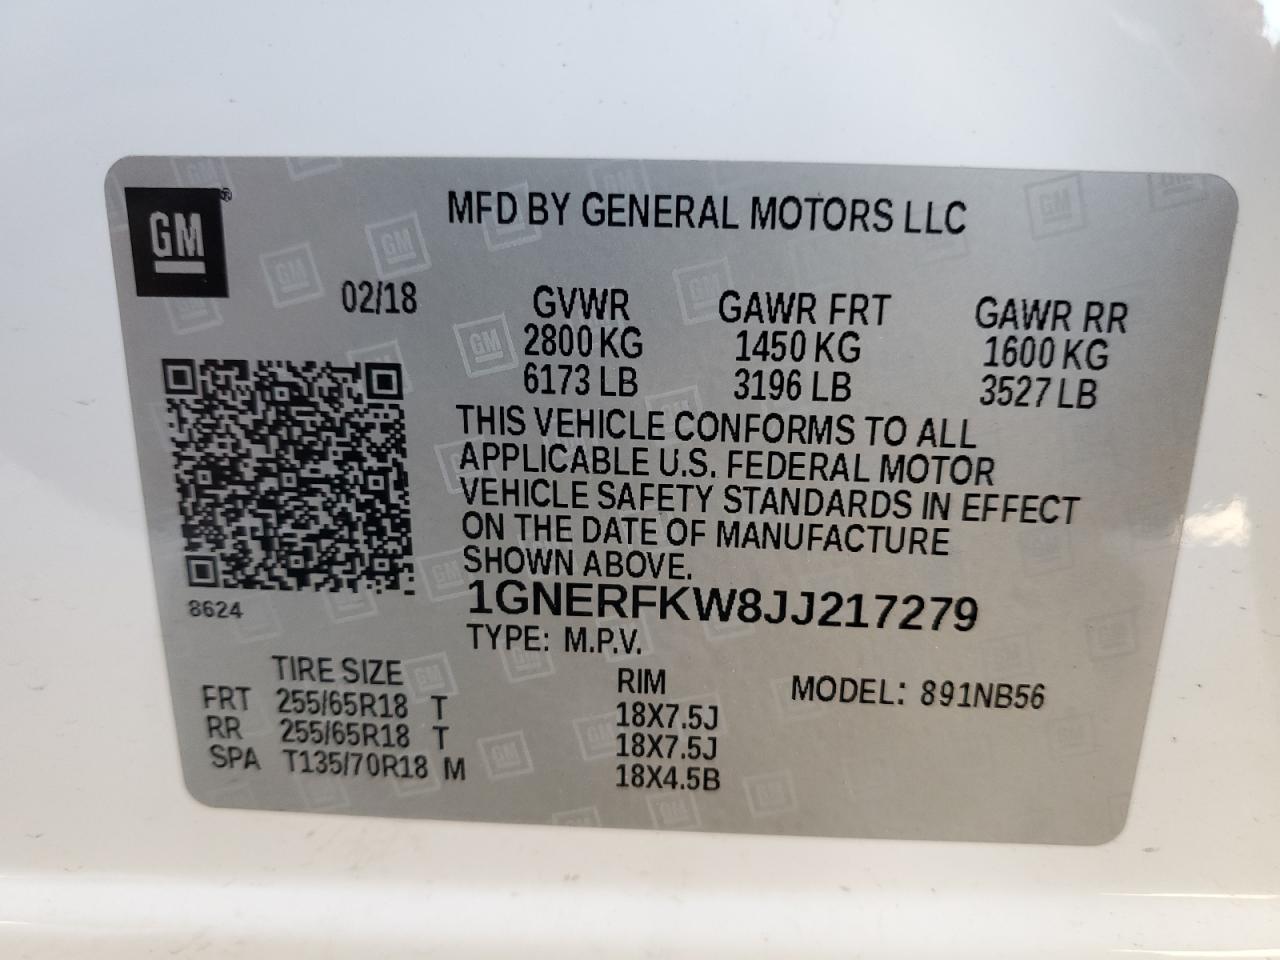 GM®
MFD BY GENERAL MOTORS LLC
02/18
GVWR GAWR FRT GAWR RR
2800 KG 1450 KG 1600 KG
6173 LB 3196 LB 3527 LB
THIS VEHICLE CONFORMS TO ALL
APPLICABLE U.S. FEDERAL MOTOR
VEHICLE SAFETY STANDARDS IN EFFECT
ON THE DATE OF MANUFACTURE
SHOWN ABOVE.
8624
1GNERFKW8JJ217279
TYPE: M.P.V.
TIRE SIZE RIM MODEL: 891NB56
FRT 255/65R18 T 18X7.5J
RR 255/65R18 T 18X7.5J
SPA T135/70R18 M 18X4.5B